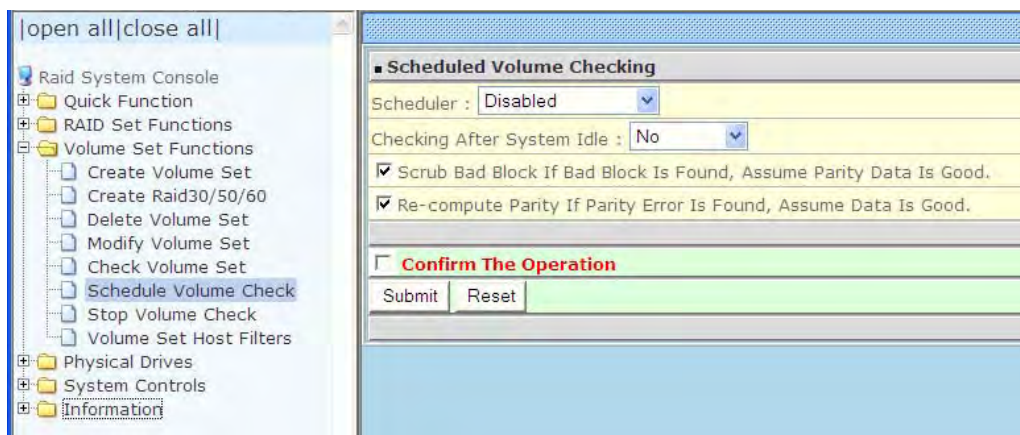 |open all|close all|
Raid System Console
Quick Function
RAID Set Functions
Volume Set Functions
Create Volume Set
Create Raid30/50/60
Delete Volume Set
Modify Volume Set
Check Volume Set
Schedule Volume Check
Stop Volume Check
Volume Set Host Filters
Physical Drives
System Controls
Information
Scheduled Volume Checking
Scheduler : Disabled
Checking After System Idle : No
Scrub Bad Block If Bad Block Is Found, Assume Parity Data Is Good.
Re-compute Parity If Parity Error Is Found, Assume Data Is Good.
Confirm The Operation
Submit Reset